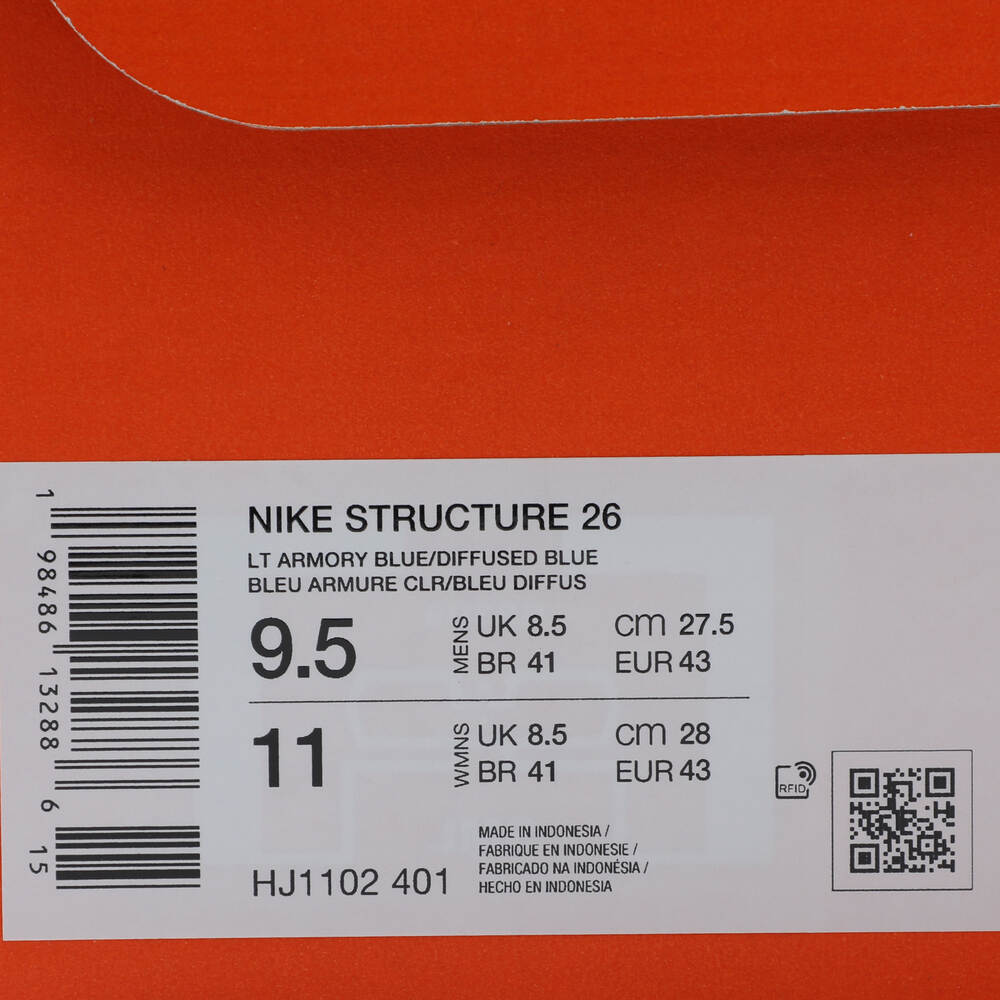 NIKE STRUCTURE 26
LT ARMORY BLUE/DIFFUSED BLUE
BLEU ARMURE CLR/BLEU DIFFUS
9.5 MENS UK 8.5 cm 27.5
BR 41 EUR 43
11 WMNS UK 8.5 cm 28
BR 41 EUR 43
RFID
MADE IN INDONESIA /
FABRIQUE EN INDONESIE /
FABRICADO NA INDONÉSIA /
HECHO EN INDONESIA
HJ1102 401
1 98486 13288 6 15